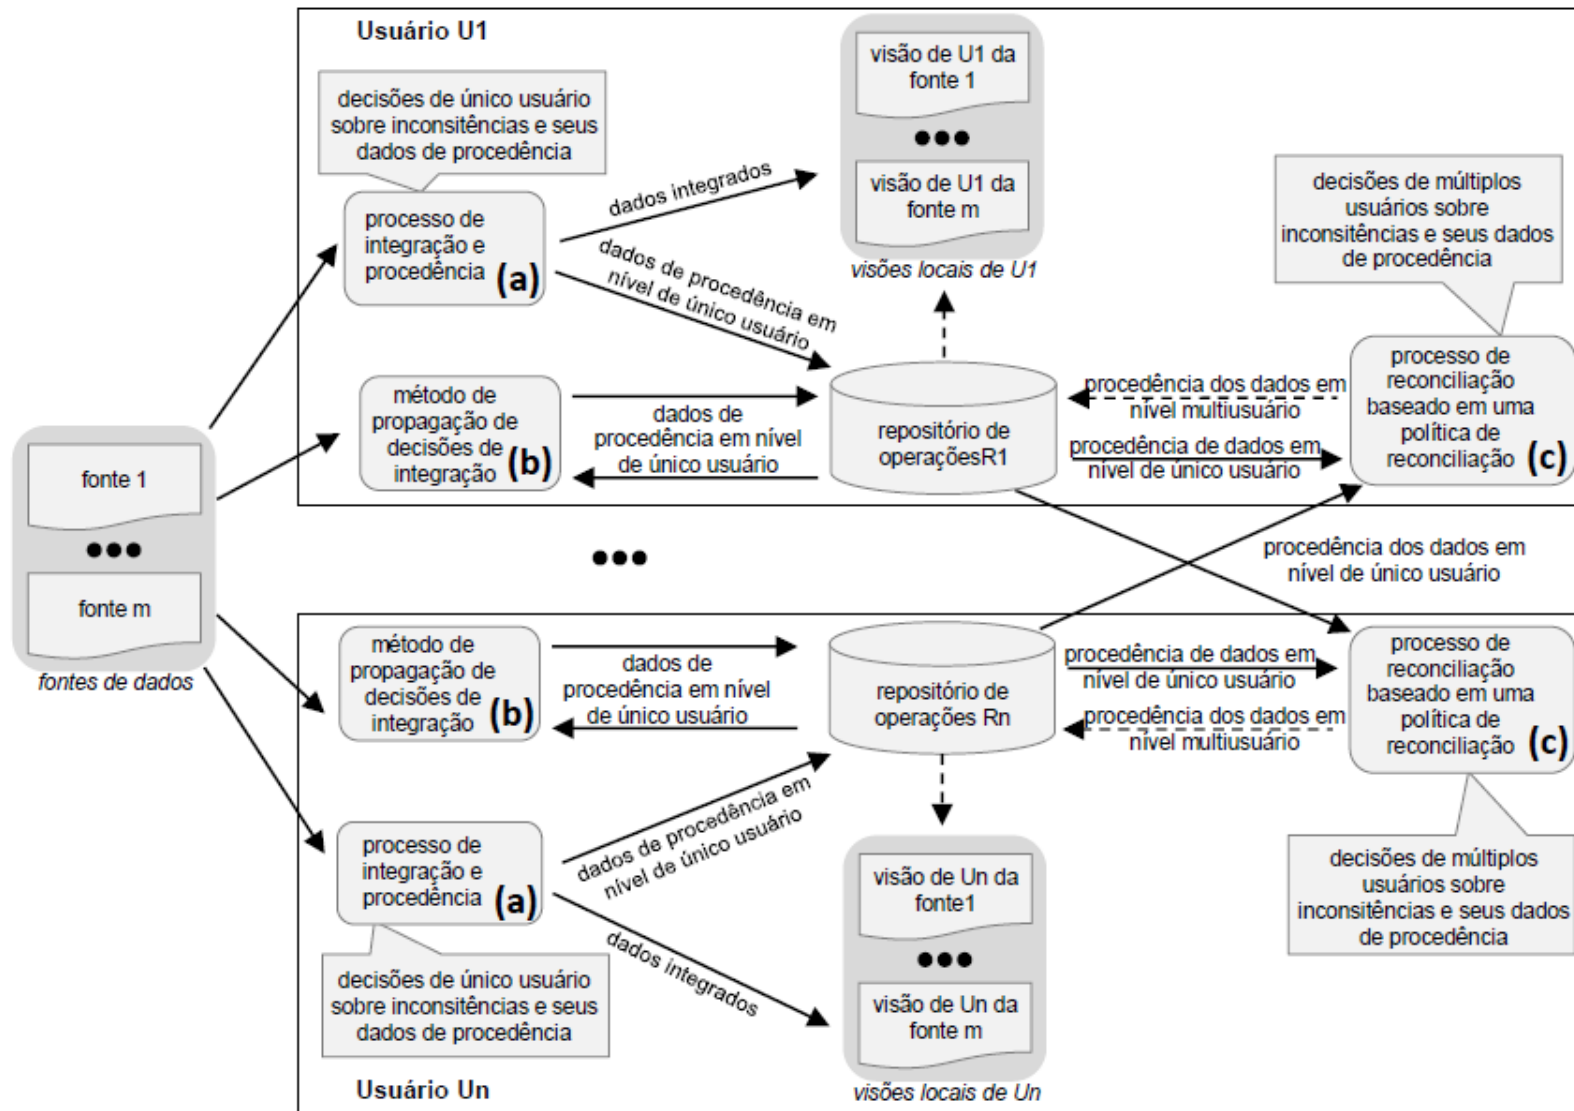 Usuário U1
decisões de único usuário
sobre inconsitências e seus
dados de procedência
processo de
integração e
procedência
(a)
dados integrados
dados de procedência em
nível de único usuário
visão de U1 da
fonte 1
visão de U1 da
fonte m
visões locais de U1
decisões de múltiplos
usuários sobre
inconsitências e seus dados
de procedência
método de
propagação de
decisões de
integração
(b)
dados de
procedência em nível
de único usuário
repositório de
operaçõesR1
procedência dos dados em
nível multiusuário
procedência de dados em
nível de único usuário
processo de
reconciliação
baseado em uma
política de
reconciliação
(c)
fonte 1
fonte m
fontes de dados
procedência dos dados em
nível de único usuário
método de
propagação de
decisões de
integração
(b)
dados de
procedência em nível
de único usuário
repositório de
operações Rn
procedência de dados em
nível de único usuário
procedência dos dados em
nível multiusuário
processo de
reconciliação
baseado em uma
política de
reconciliação
(c)
processo de
integração e
procedência
(a)
dados de procedência em
nível de único usuário
dados integrados
decisões de único usuário
sobre inconsitências e seus
dados de procedência
visão de Un da
fonte1
visão de Un da
fonte m
visões locais de Un
decisões de múltiplos
usuários sobre
inconsitências e seus dados
de procedência
Usuário Un